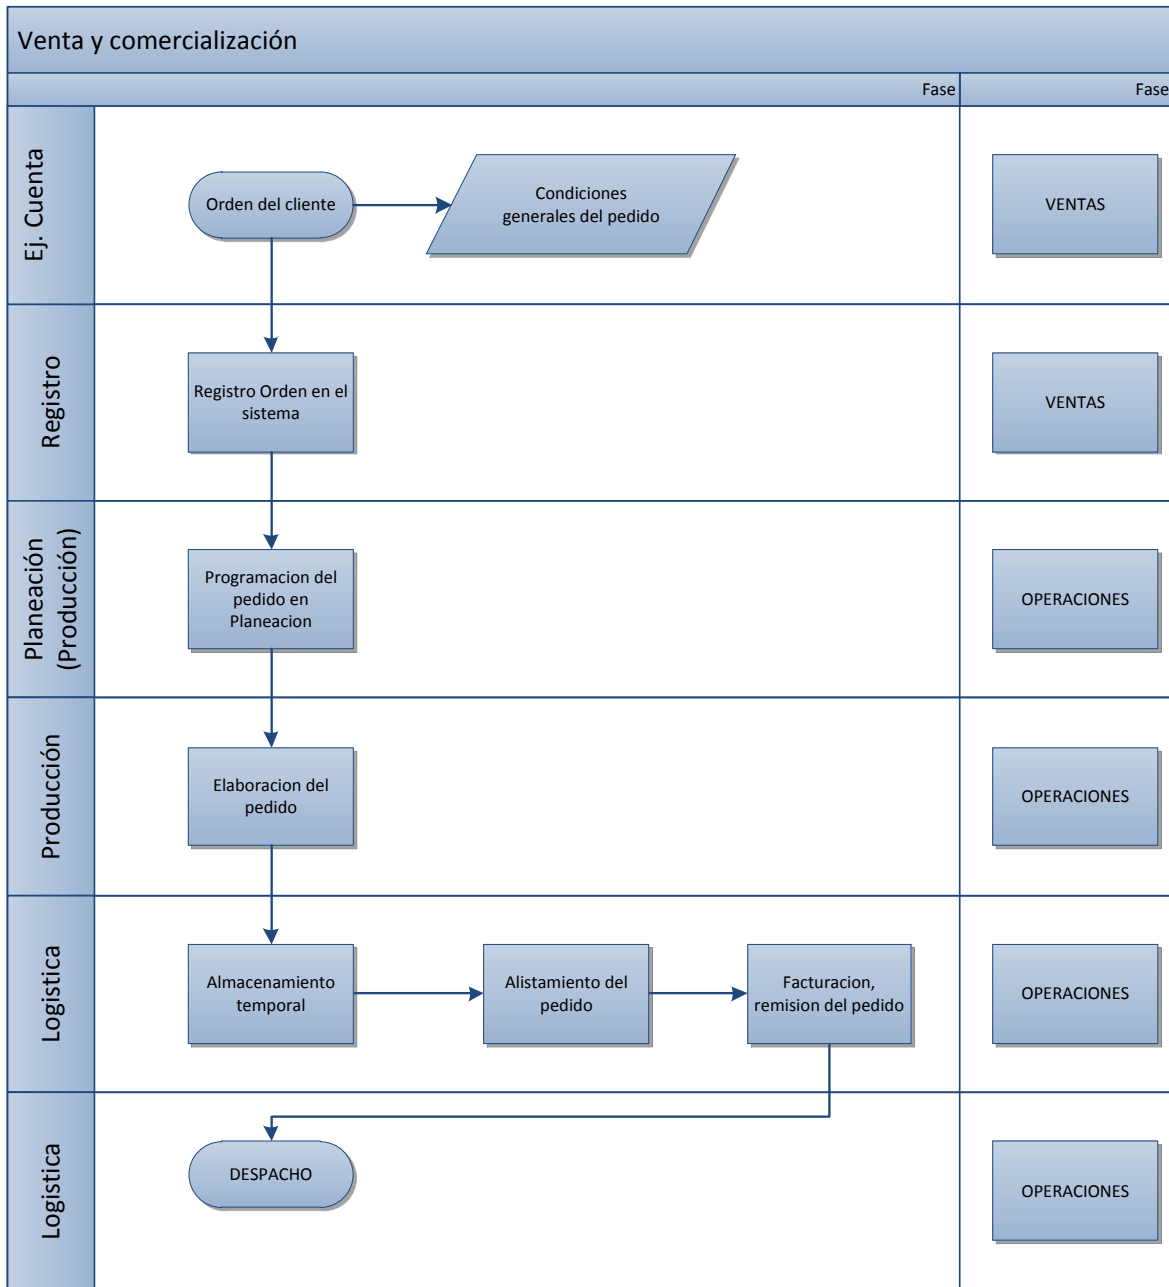 Venta y comercialización
Fase
Fase
Ej. Cuenta
Orden del cliente
Condiciones
generales del pedido
VENTAS
Registro
Registro Orden en el
sistema
VENTAS
Planeación
(Producción)
Programacion del
pedido en
Planeacion
OPERACIONES
Producción
Elaboracion del
pedido
OPERACIONES
Logistica
Almacenamiento
temporal
Alistamiento del
pedido
Facturacion,
remision del pedido
OPERACIONES
Logistica
DESPACHO
OPERACIONES